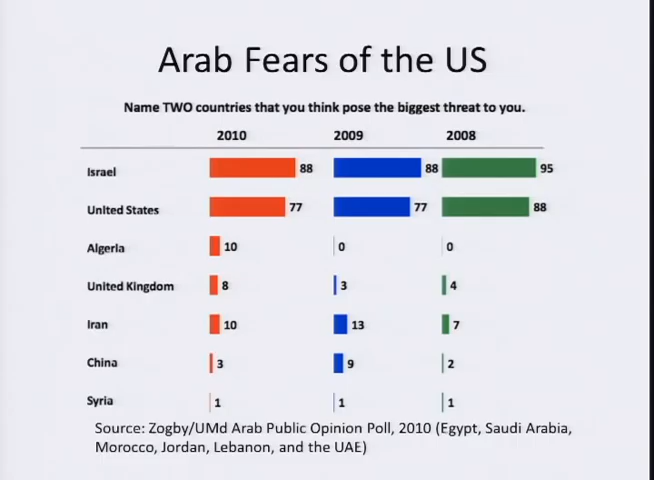 Arab Fears of the US
Name TWO countries that you think pose the biggest threat to you.
2010 2009 2008
Israel 88 88 95
United States 77 77 88
Algeria 10 0 0
United Kingdom 8 3 4
Iran 10 13 7
China 3 9 2
Syria 1 1 1
Source: Zogby/UMd Arab Public Opinion Poll, 2010 (Egypt, Saudi Arabia,
Morocco, Jordan, Lebanon, and the UAE)